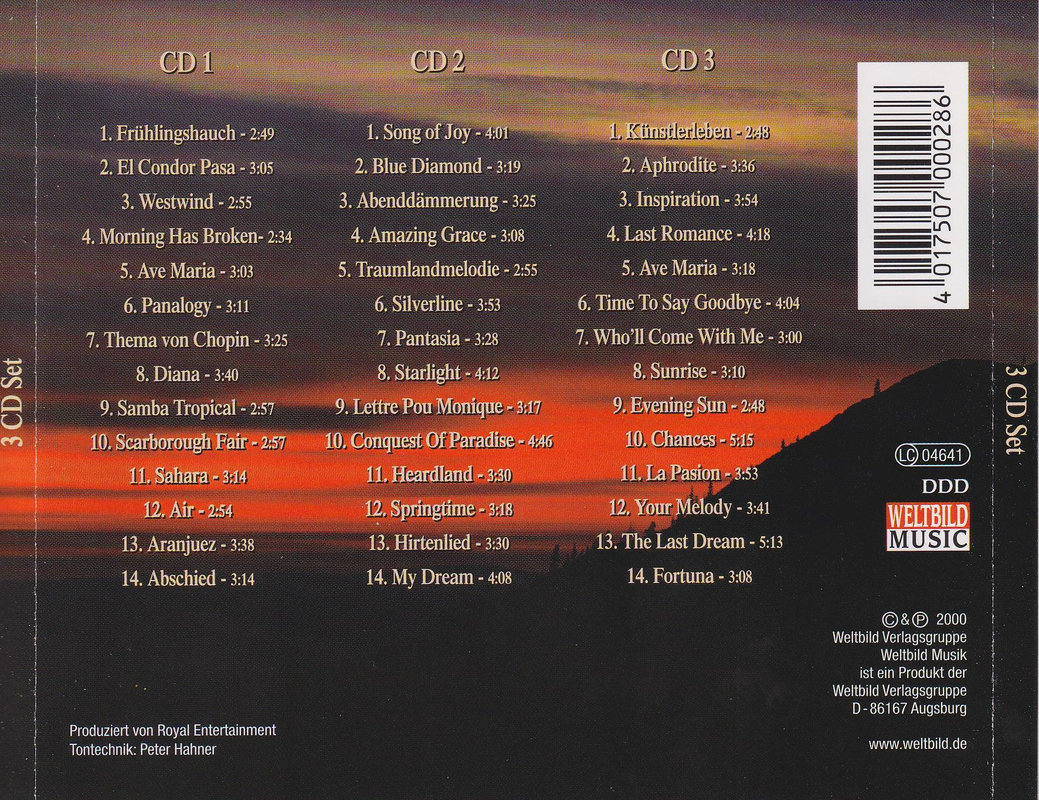 3 CD Set
CD 1
1. Frühlingshauch - 2:49
2. El Condor Pasa - 3:05
3. Westwind - 2:55
4. Morning Has Broken- 2:34
5. Ave Maria - 3:03
6. Panalogy - 3:11
7. Thema von Chopin - 3:25
8. Diana - 3:40
9. Samba Tropical - 2:57
10. Scarborough Fair - 2:57
11. Sahara - 3:14
12. Air - 2:54
13. Aranjuez - 3:38
14. Abschied - 3:14
CD 2
1. Song of Joy - 4:01
2. Blue Diamond - 3:19
3. Abenddämmerung - 3:25
4. Amazing Grace - 3:08
5. Traumlandmelodie - 2:55
6. Silverline - 3:53
7. Pantasia - 3:28
8. Starlight - 4:12
9. Lettre Pou Monique - 3:17
10. Conquest Of Paradise - 4:46
11. Heardland - 3:30
12. Springtime - 3:18
13. Hirtenlied - 3:30
14. My Dream - 4:08
CD 3
1. Künstlerleben - 2:48
2. Aphrodite - 3:36
3. Inspiration - 3:54
4. Last Romance - 4:18
5. Ave Maria - 3:18
6. Time To Say Goodbye - 4:04
7. Who'll Come With Me - 3:00
8. Sunrise - 3:10
9. Evening Sun - 2:48
10. Chances - 5:15
11. La Pasion - 3:53
12. Your Melody - 3:41
13. The Last Dream - 5:13
14. Fortuna - 3:08
4 017507 000286
3 CD Set
LC 04641
DDD
WELTBILD
MUSIC
© & ℗ 2000
Weltbild Verlagsgruppe
Weltbild Musik
ist ein Produkt der
Weltbild Verlagsgruppe
D - 86167 Augsburg
www.weltbild.de
Produziert von Royal Entertainment
Tontechnik: Peter Hahner